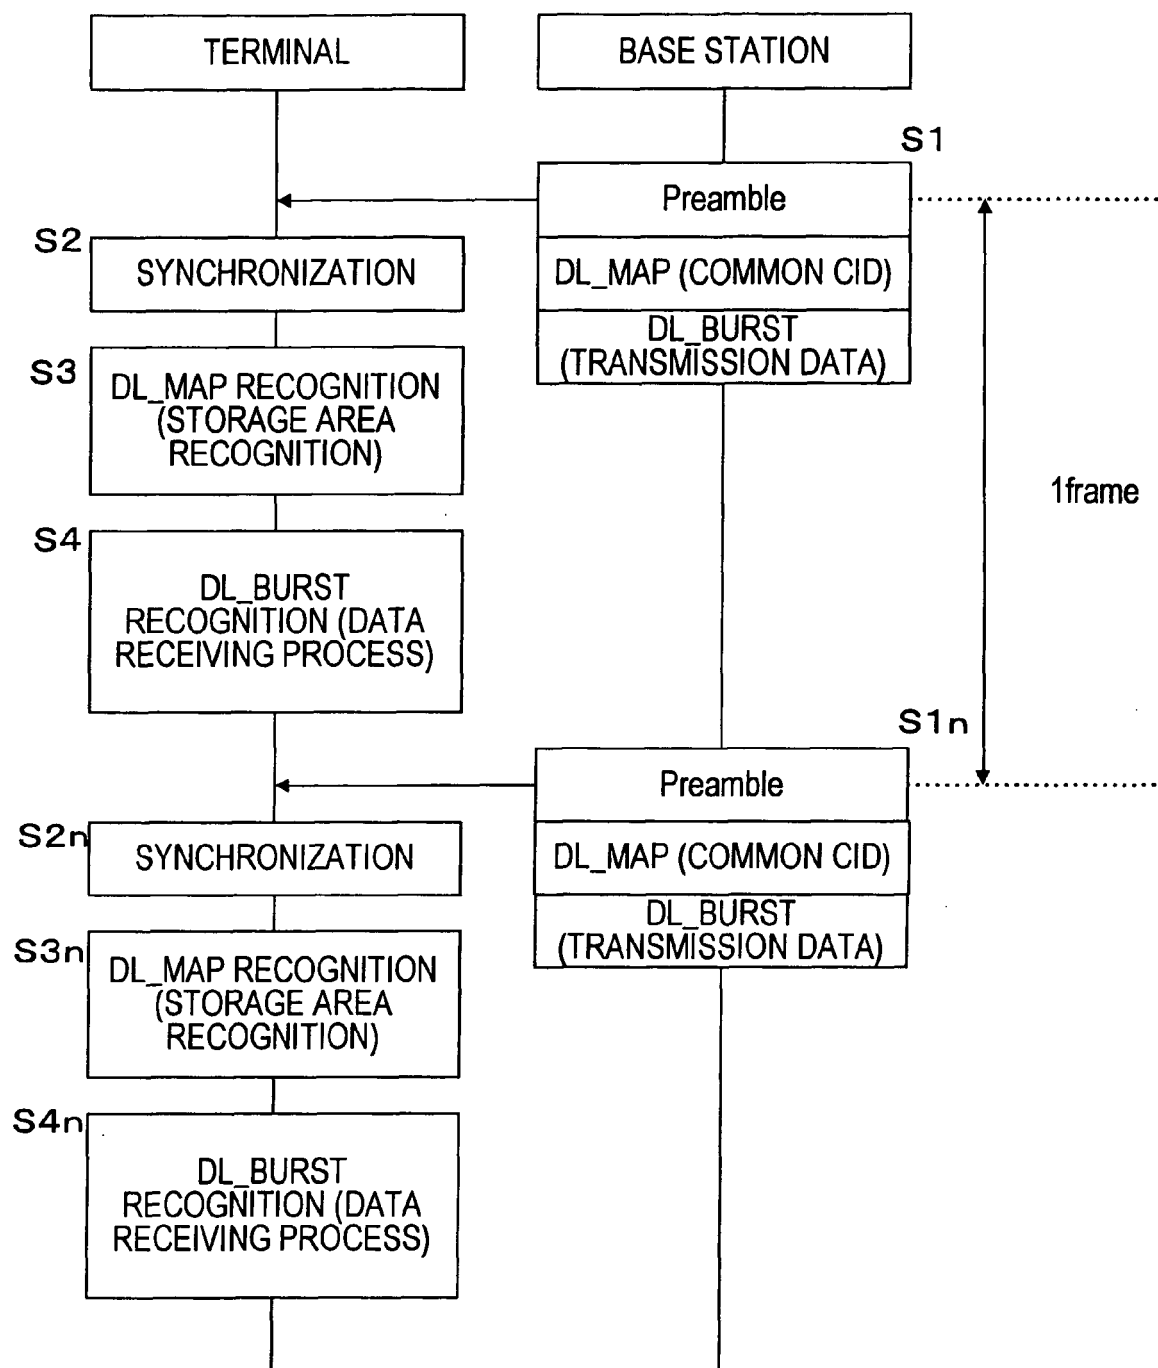 TERMINAL
BASE STATION
S1
Preamble
S2
SYNCHRONIZATION
DL_MAP (COMMON CID)
DL_BURST
(TRANSMISSION DATA)
S3
DL_MAP RECOGNITION
(STORAGE AREA
RECOGNITION)
1frame
S4
DL_BURST
RECOGNITION (DATA
RECEIVING PROCESS)
S1n
Preamble
S2n
SYNCHRONIZATION
DL_MAP (COMMON CID)
DL_BURST
(TRANSMISSION DATA)
S3n
DL_MAP RECOGNITION
(STORAGE AREA
RECOGNITION)
S4n
DL_BURST
RECOGNITION (DATA
RECEIVING PROCESS)